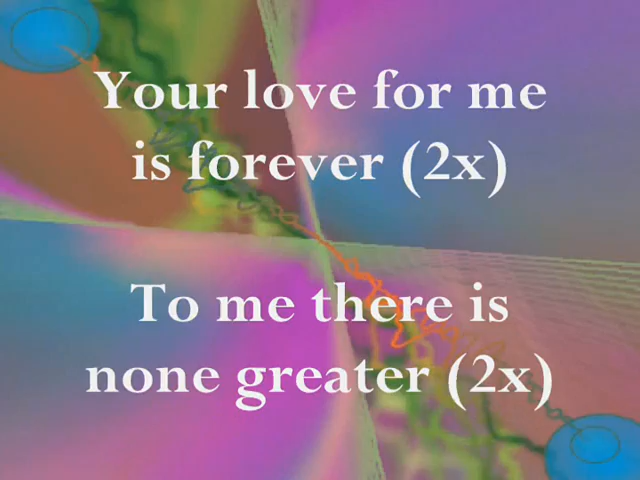 Your love for me
is forever (2x)
To me there is
none greater (2x)